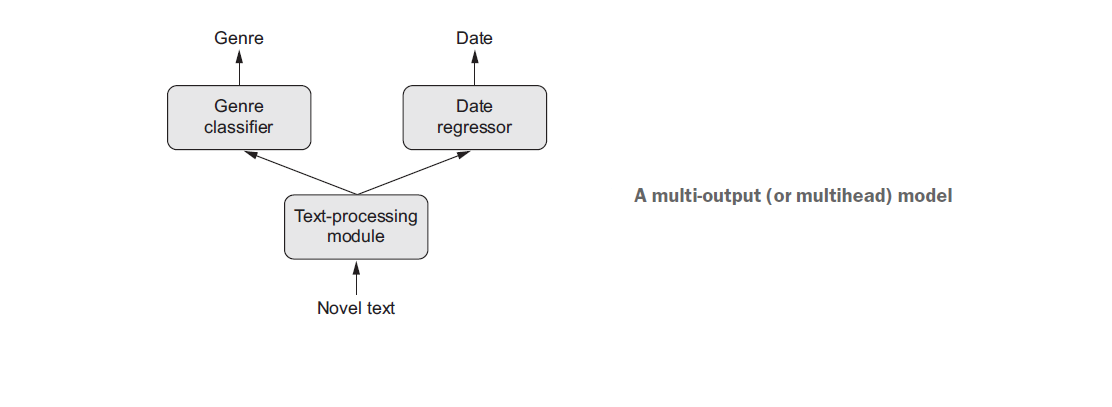 Genre
Date
Genre
classifier
Date
regressor
A multi-output (or multihead) model
Text-processing
module
Novel text